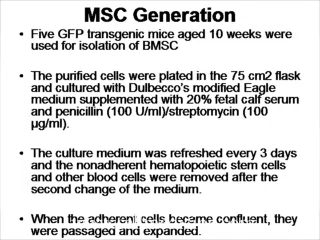 MSC Generation
• Five GFP transgenic mice aged 10 weeks were
used for isolation of BMSC
• The purified cells were plated in the 75 cm2 flask
and cultured with Dulbecco's modified Eagle
medium supplemented with 20% fetal calf serum
and penicillin (100 U/ml)/streptomycin (100
µg/ml).
• The culture medium was refreshed every 3 days
and the nonadherent hematopoietic stem cells
and other blood cells were removed after the
second change of the medium.
• When the adherent cells became confluent, they
were passaged and expanded.